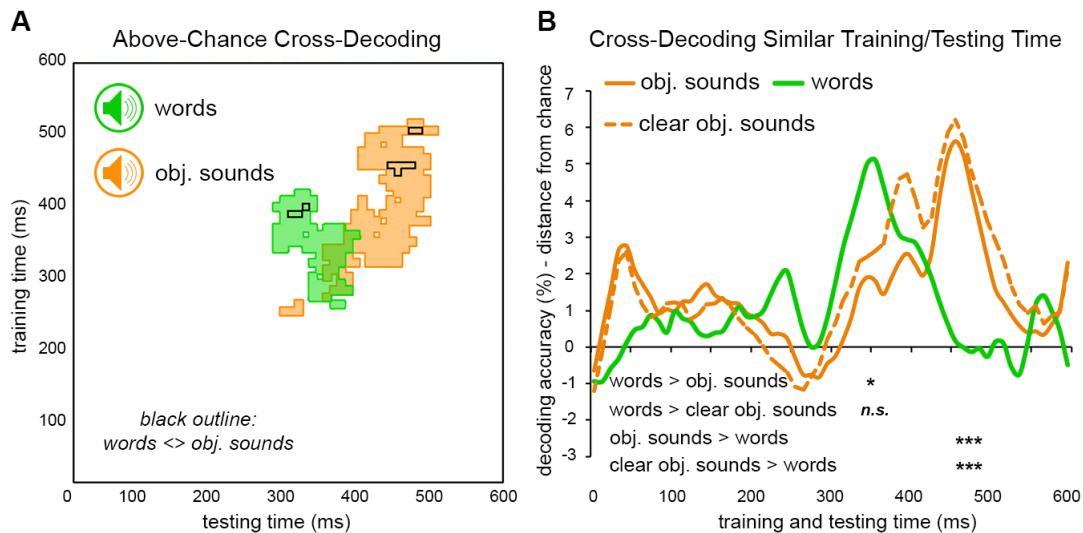 A
Above-Chance Cross-Decoding
600
500
400
300
200
100
training time (ms)
words
obj. sounds
black outline:
words <> obj. sounds
0 100 200 300 400 500 600
testing time (ms)
B
Cross-Decoding Similar Training/Testing Time
obj. sounds words
clear obj. sounds
7
6
5
4
3
2
1
0
-1
-2
-3
decoding accuracy (%) - distance from chance
words > obj. sounds *
words > clear obj. sounds n.s.
obj. sounds > words ***
clear obj. sounds > words ***
0 100 200 300 400 500 600
training and testing time (ms)